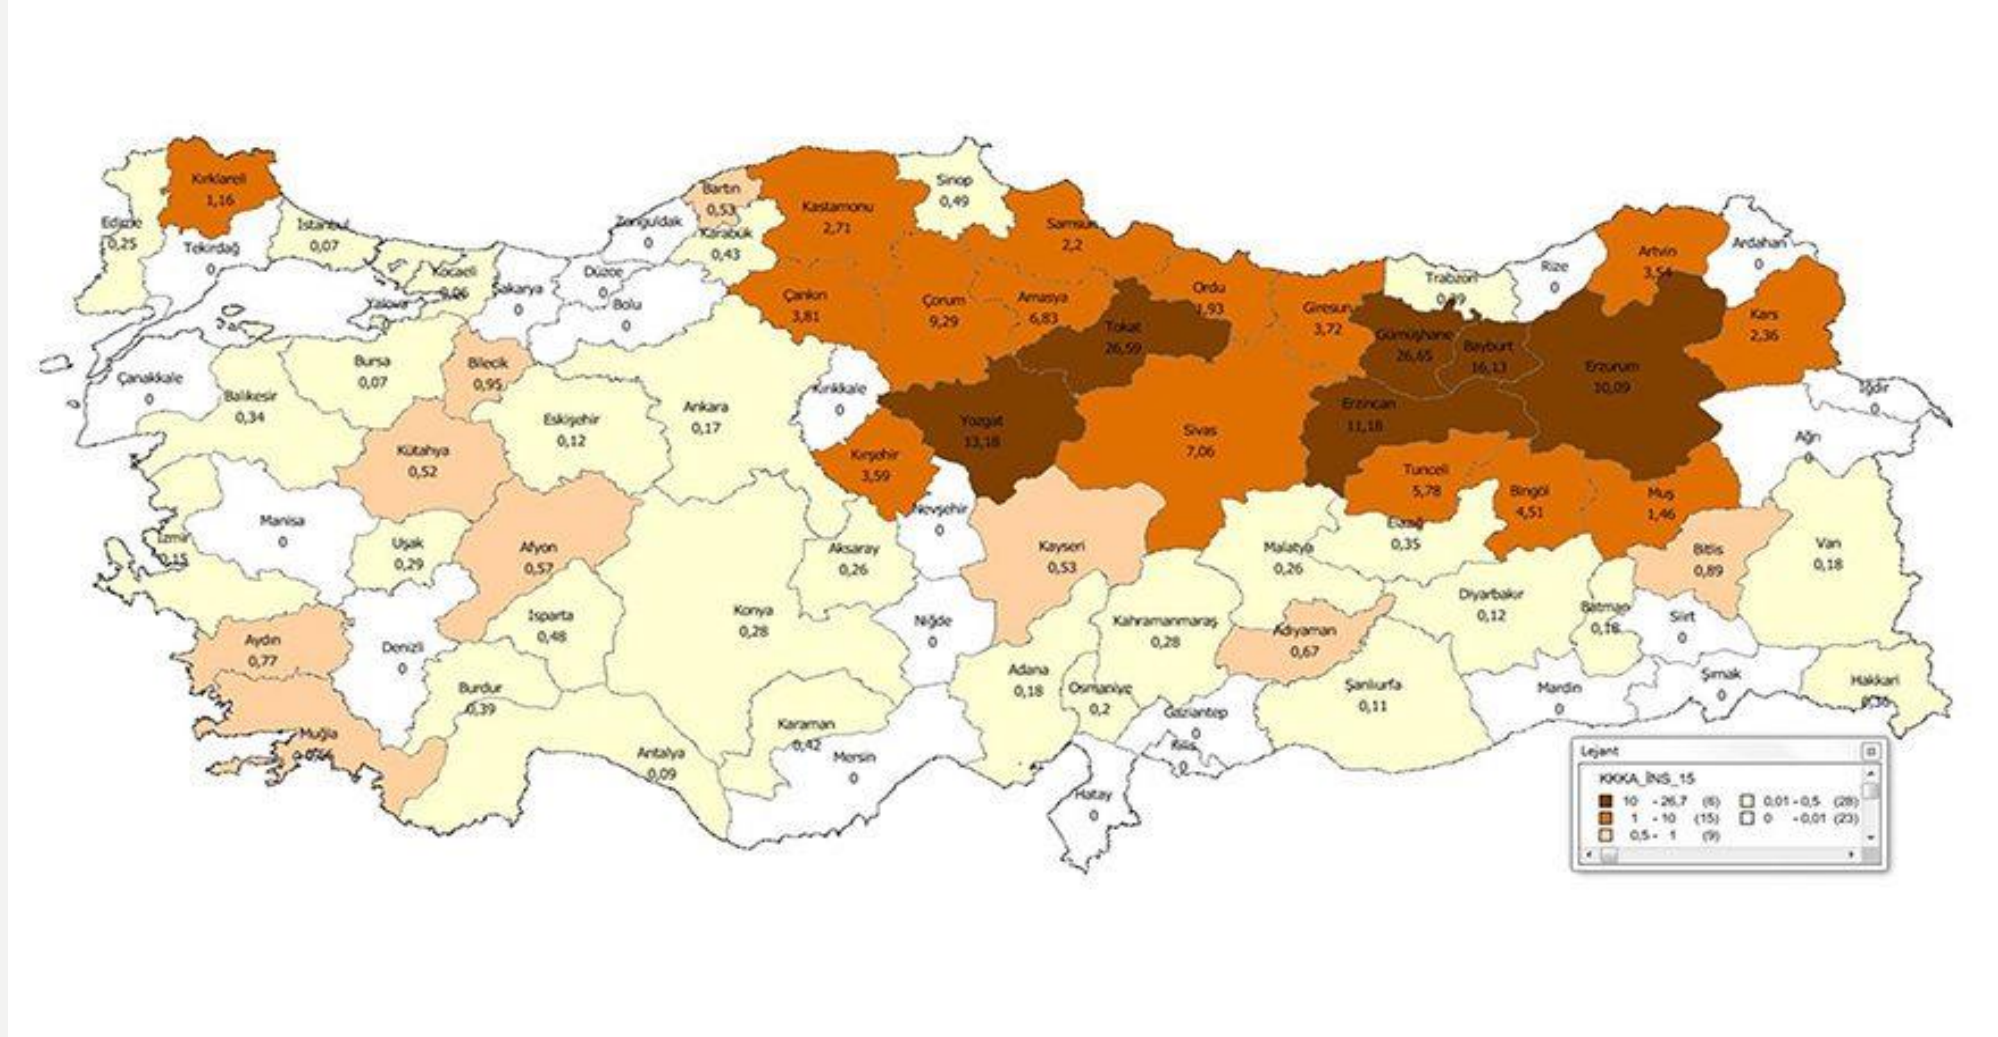 Kırklareli
1,16
Edirne
0,25
Tekirdağ
0
İstanbul
0,07
Kocaeli
0,06
Yalova
0
Sakarya
0
Düzce
0
Bolu
0
Zonguldak
0
Bartın
0,53
Karabük
0,43
Kastamonu
2,71
Sinop
0,49
Samsun
2,2
Çankırı
3,81
Çorum
9,29
Amasya
6,83
Tokat
26,59
Ordu
1,93
Giresun
3,72
Trabzon
Gümüşhane
26,65
Bayburt
16,13
Rize
0
Artvin
3,54
Ardahan
0
Kars
2,36
Erzurum
10,09
Iğdır
0
Ağrı
0
Çanakkale
0
Balıkesir
0,34
Bursa
0,07
Bilecik
0,95
Eskişehir
0,12
Ankara
0,17
Kırıkkale
0
Kırşehir
3,59
Yozgat
13,18
Sivas
7,06
Erzincan
11,18
Tunceli
5,78
Bingöl
4,51
Muş
1,46
Kütahya
0,52
Manisa
0
İzmir
0,15
Uşak
0,29
Afyon
0,57
Aksaray
0,26
Nevşehir
0
Kayseri
0,53
Malatya
0,26
Elazığ
0,35
Bitlis
0,89
Van
0,18
Aydın
0,77
Denizli
0
Isparta
0,48
Konya
0,28
Niğde
0
Kahramanmaraş
0,28
Adıyaman
0,67
Diyarbakır
0,12
Batman
0,18
Siirt
0
Muğla
Burdur
0,39
Antalya
0,09
Karaman
0,42
Mersin
0
Adana
0,18
Osmaniye
0,2
Gaziantep
0
Kilis
0
Hatay
0
Şanlıurfa
0,11
Mardin
0
Şırnak
0
Hakkari
0,36
Lejant
KKKA_İNS_15
10 - 26,7 (6) 0,01 - 0,5 (28)
1 - 10 (15) 0 - 0,01 (23)
0,5 - 1 (9)